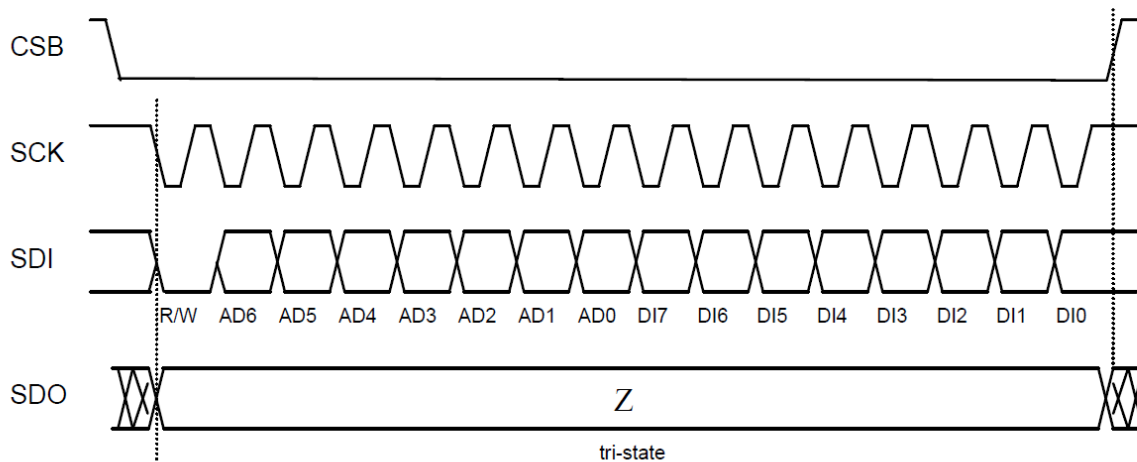 CSB
SCK
SDI
R/W AD6 AD5 AD4 AD3 AD2 AD1 AD0 DI7 DI6 DI5 DI4 DI3 DI2 DI1 DI0
SDO
Z
tri-state